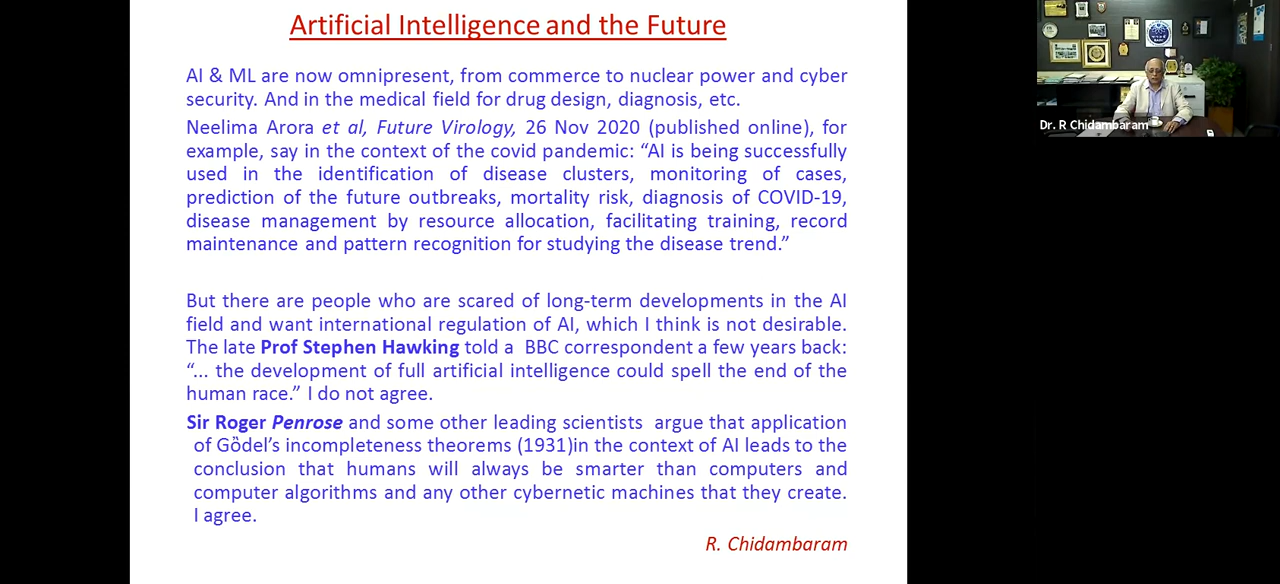 Artificial Intelligence and the Future
AI & ML are now omnipresent, from commerce to nuclear power and cyber
security. And in the medical field for drug design, diagnosis, etc.
Neelima Arora et al, Future Virology, 26 Nov 2020 (published online), for
example, say in the context of the covid pandemic: “AI is being successfully
used in the identification of disease clusters, monitoring of cases,
prediction of the future outbreaks, mortality risk, diagnosis of COVID-19,
disease management by resource allocation, facilitating training, record
maintenance and pattern recognition for studying the disease trend.”
But there are people who are scared of long-term developments in the AI
field and want international regulation of AI, which I think is not desirable.
The late Prof Stephen Hawking told a BBC correspondent a few years back:
“... the development of full artificial intelligence could spell the end of the
human race.” I do not agree.
Sir Roger Penrose and some other leading scientists argue that application
of Gȍdel’s incompleteness theorems (1931)in the context of AI leads to the
conclusion that humans will always be smarter than computers and
computer algorithms and any other cybernetic machines that they create.
I agree.
R. Chidambaram
Dr. R Chidambaram